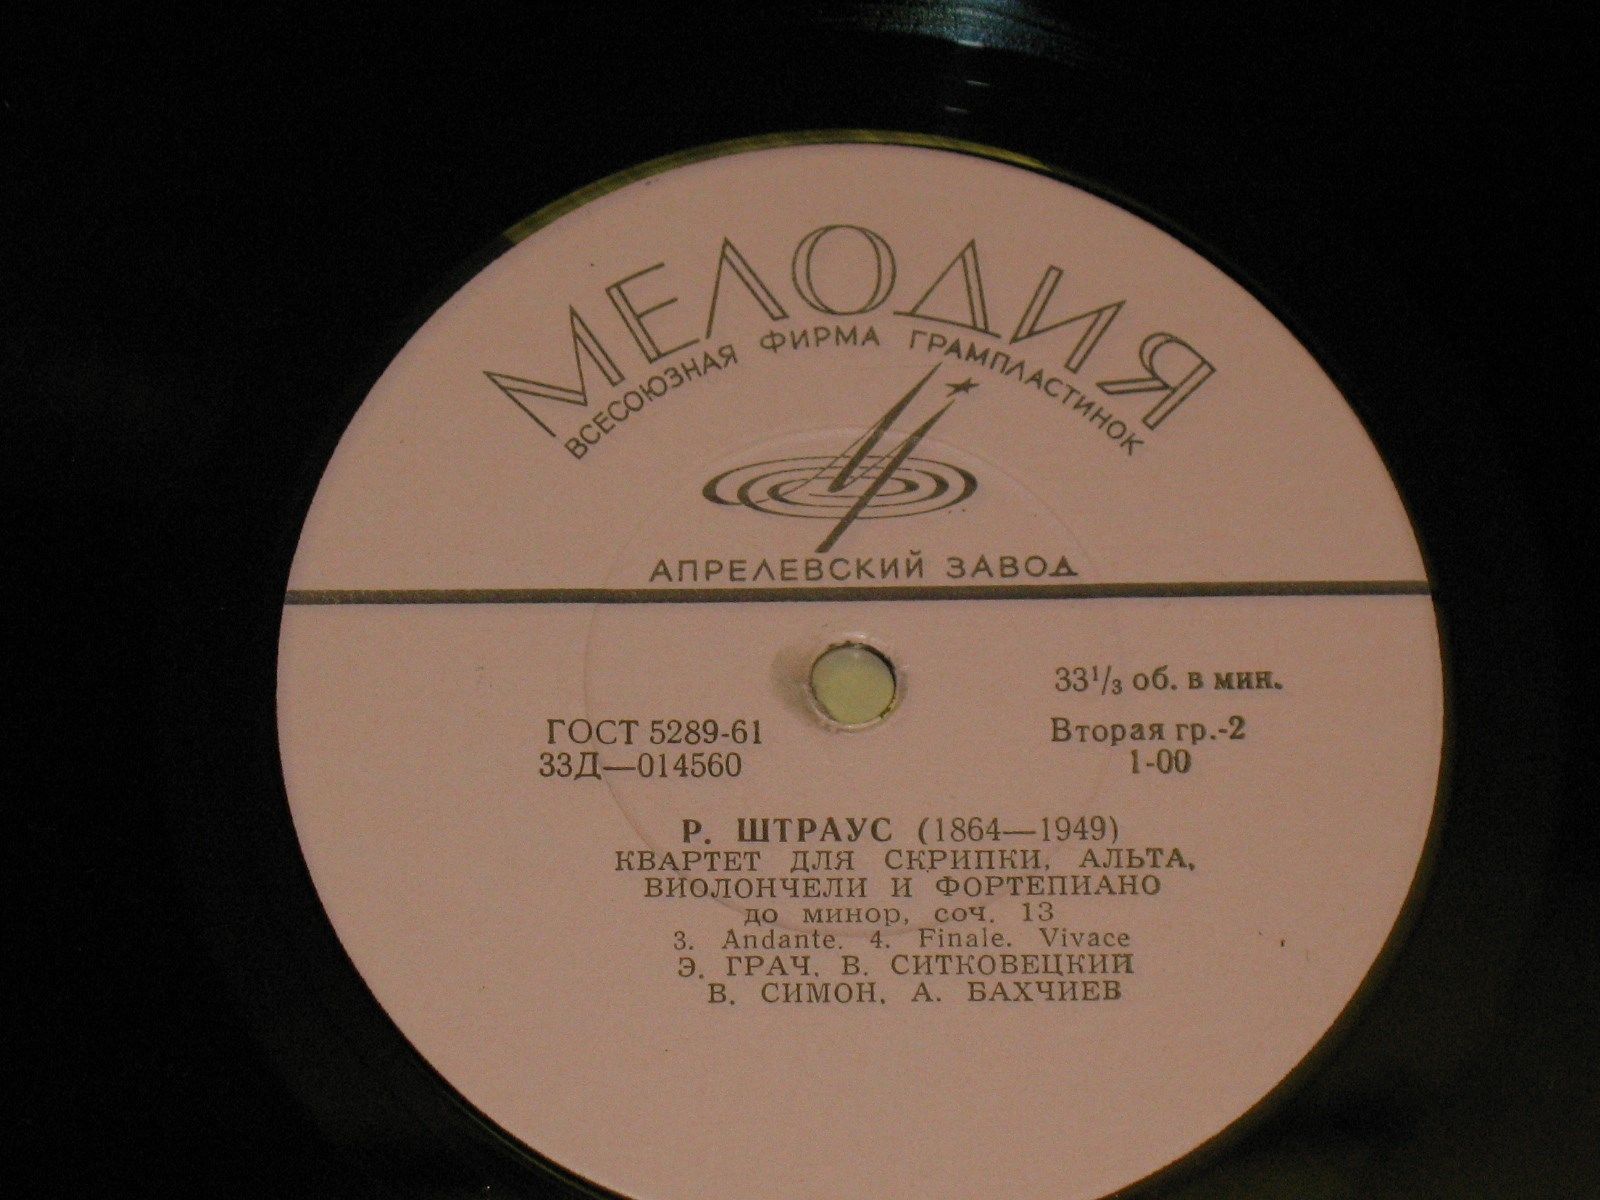 МЕЛОДИЯ
ВСЕСОЮЗНАЯ ФИРМА ГРАМПЛАСТИНОК
АПРЕЛЕВСКИЙ ЗАВОД
33¹/₃ об. в мин.
ГОСТ 5289-61
Вторая гр.-2
33Д—014560
1-00
Р. ШТРАУС (1864—1949)
КВАРТЕТ ДЛЯ СКРИПКИ, АЛЬТА,
ВИОЛОНЧЕЛИ И ФОРТЕПИАНО
до минор, соч. 13
3. Andante. 4. Finale. Vivace
Э. ГРАЧ, В. СИТКОВЕЦКИЙ
В. СИМОН, А. БАХЧИЕВ